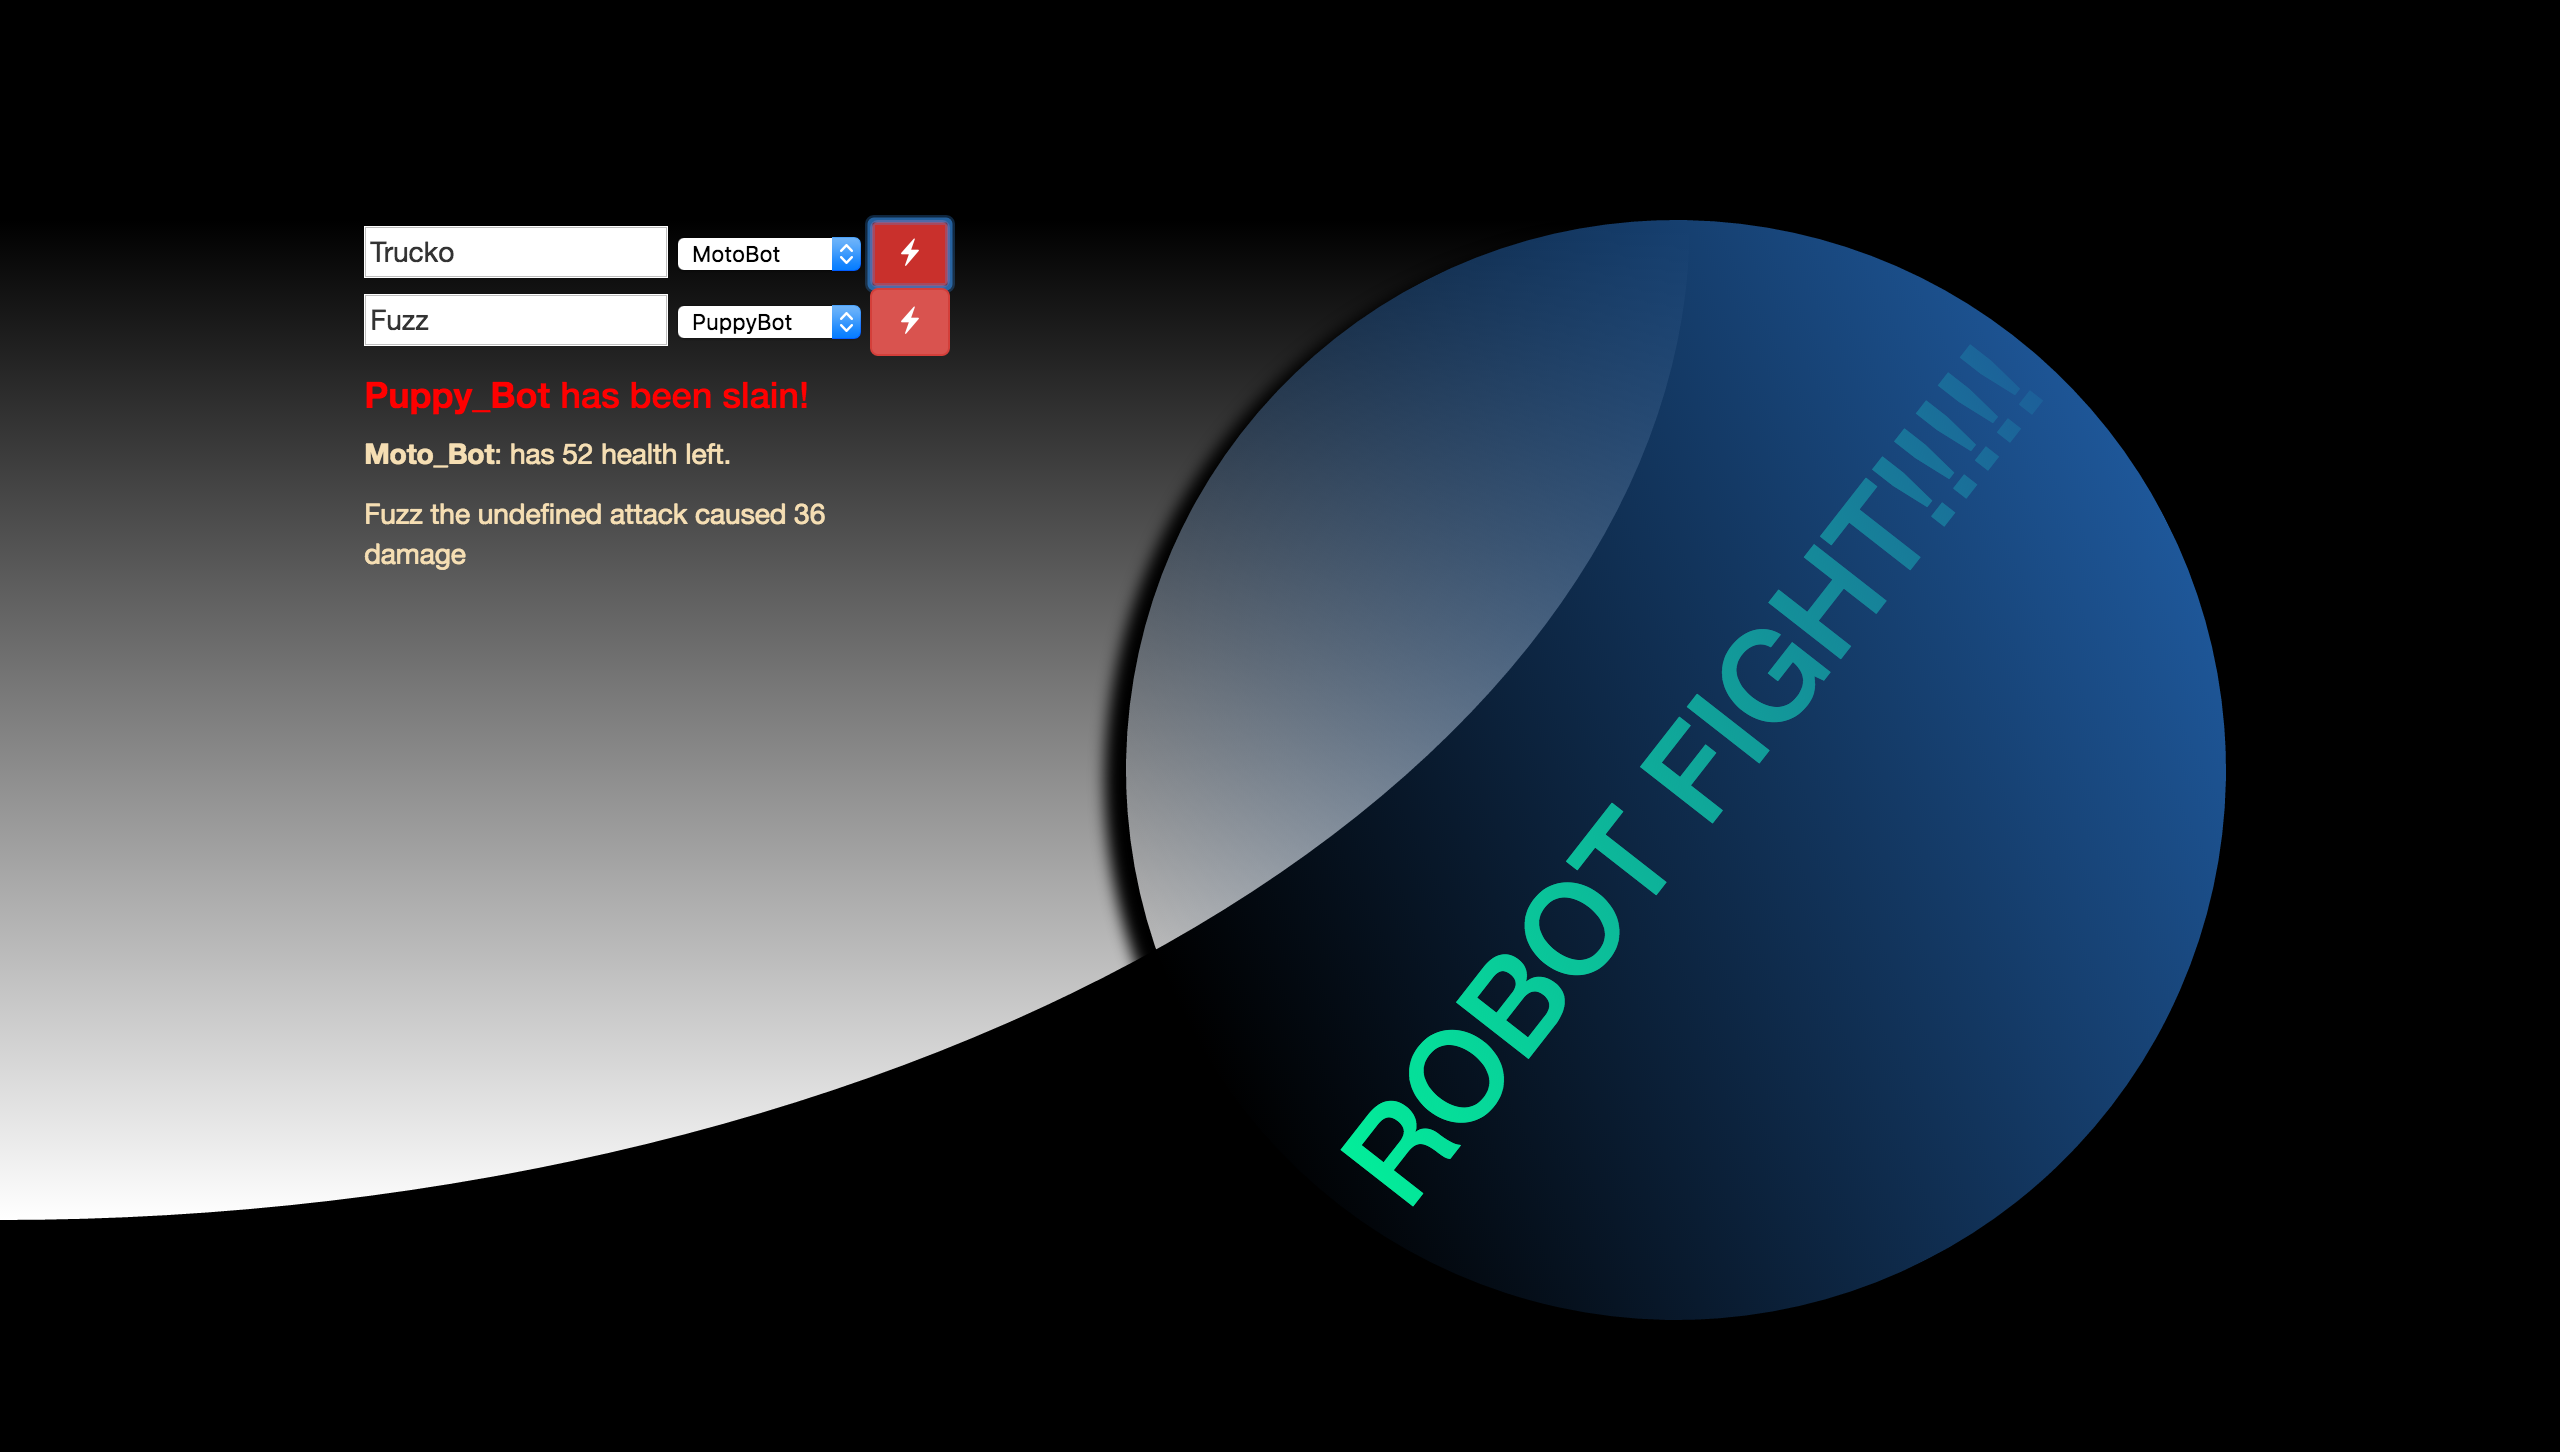 Trucko MotoBot
Fuzz PuppyBot
Puppy_Bot has been slain!
Moto_Bot: has 52 health left.
Fuzz the undefined attack caused 36
damage
ROBOT FIGHT!!!!!